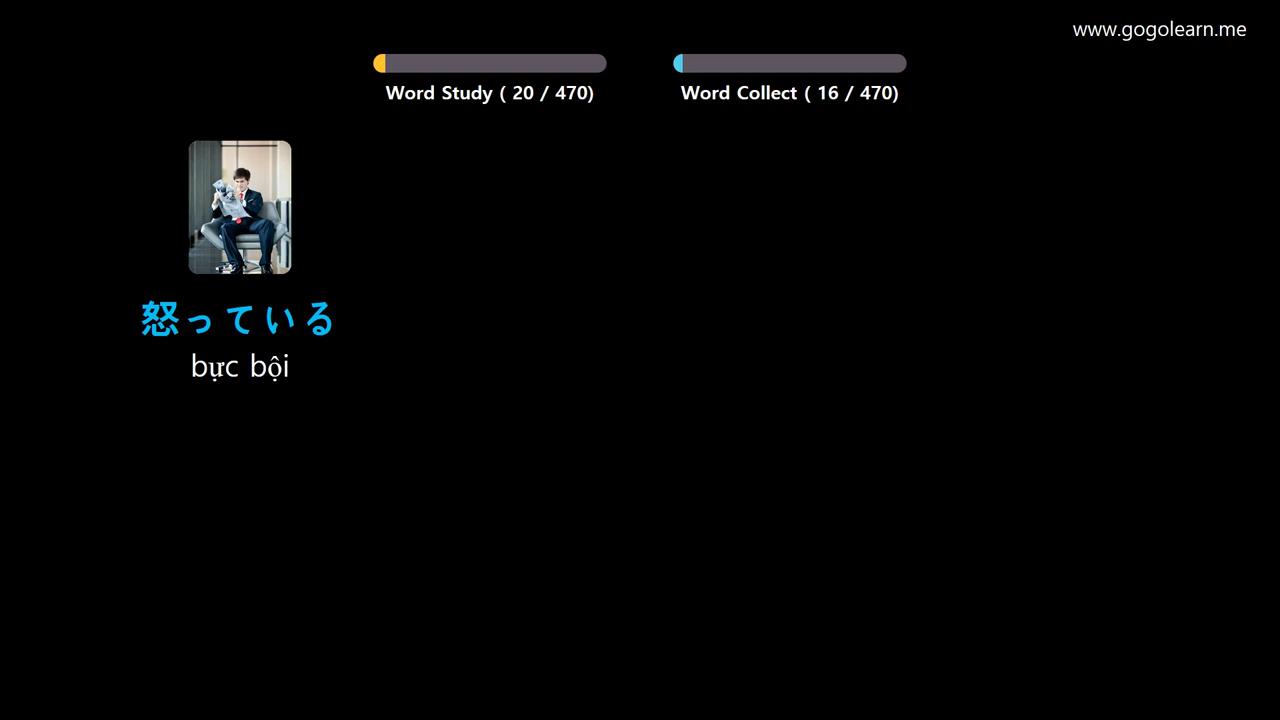 www.gogolearn.me
Word Study ( 20 / 470)
Word Collect ( 16 / 470)
怒っている
bực bội